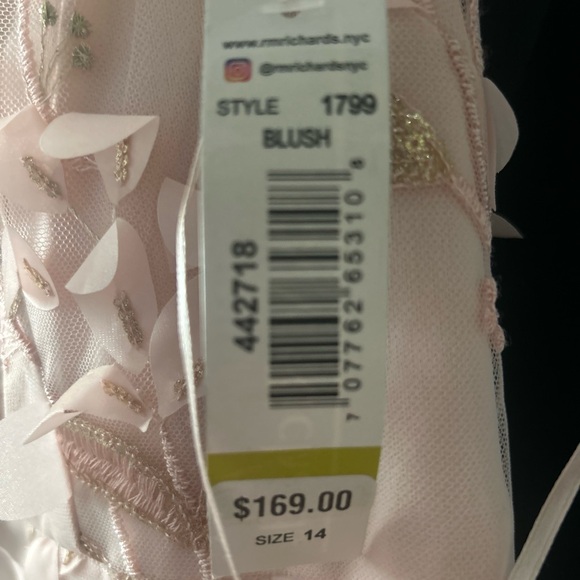 www.rmrichards.nyc
@rmrichardsnyc
STYLE 1799
BLUSH
442718
7 07762 65310 8
$169.00
SIZE 14